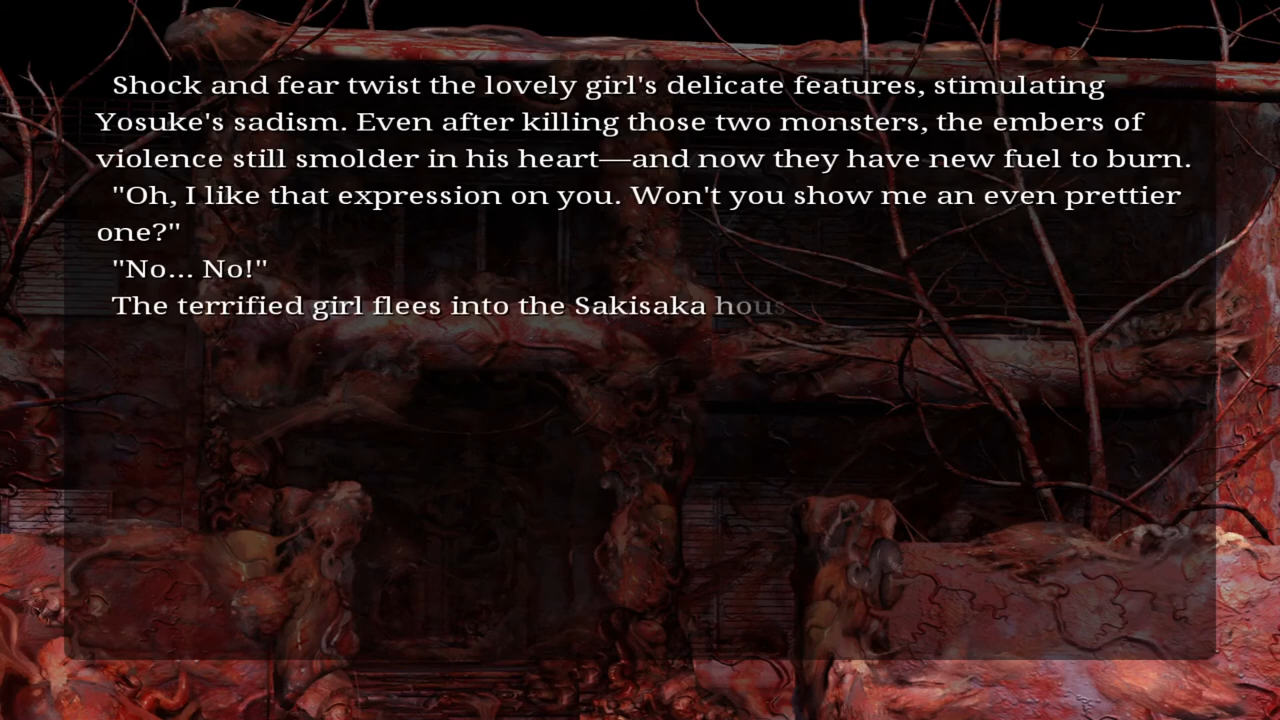 Shock and fear twist the lovely girl's delicate features, stimulating
Yosuke's sadism. Even after killing those two monsters, the embers of
violence still smolder in his heart—and now they have new fuel to burn.
"Oh, I like that expression on you. Won't you show me an even prettier
one?"
"No... No!"
The terrified girl flees into the Sakisaka hous